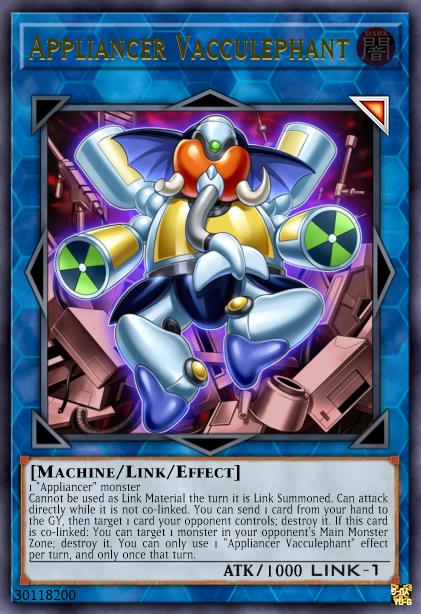 Appliancer Vacculephant
DARK
闇
[Machine/Link/Effect]
1 "Appliancer" monster
Cannot be used as Link Material the turn it is Link Summoned. Can attack
directly while it is not co-linked. You can send 1 card from your hand to
the GY, then target 1 card your opponent controls; destroy it. If this card
is co-linked: You can target 1 monster in your opponent's Main Monster
Zone; destroy it. You can only use 1 "Appliancer Vacculephant" effect
per turn, and only once that turn.
ATK/1000 LINK-1
30118200